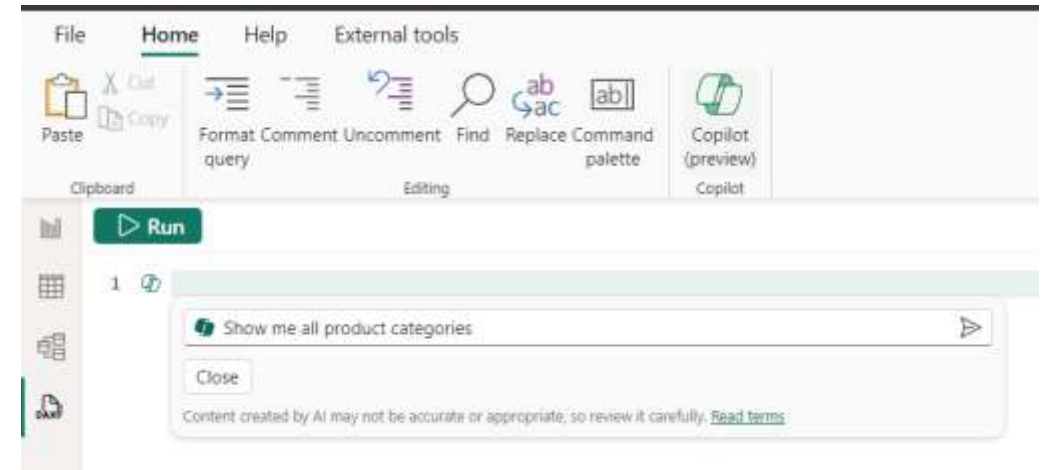 File Home Help External tools
Paste
Cut
Copy
Format query
Comment
Uncomment
Find
Replace
Command palette
Copilot (preview)
Clipboard
Editing
Copilot
Run
1
Show me all product categories
Close
Content created by AI may not be accurate or appropriate, so review it carefully. Read terms
DAX